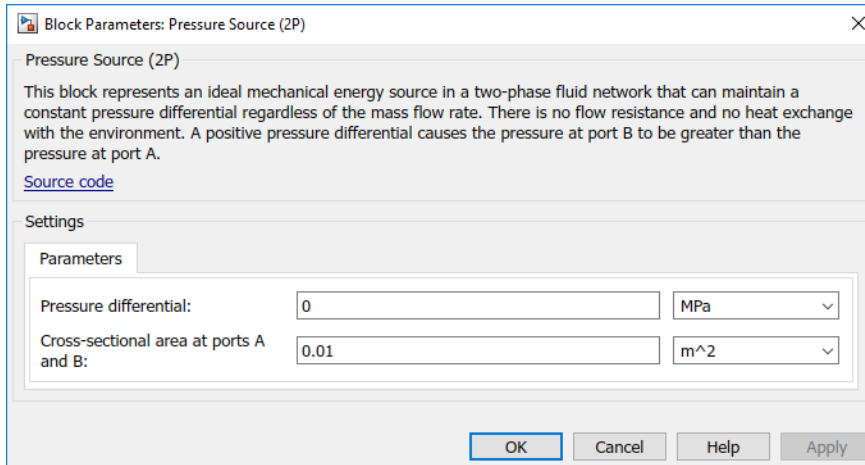 Block Parameters: Pressure Source (2P)
Pressure Source (2P)
This block represents an ideal mechanical energy source in a two-phase fluid network that can maintain a
constant pressure differential regardless of the mass flow rate. There is no flow resistance and no heat exchange
with the environment. A positive pressure differential causes the pressure at port B to be greater than the
pressure at port A.
Source code
Settings
Parameters
Pressure differential: 0 MPa
Cross-sectional area at ports A
and B: 0.01 m^2
OK Cancel Help Apply